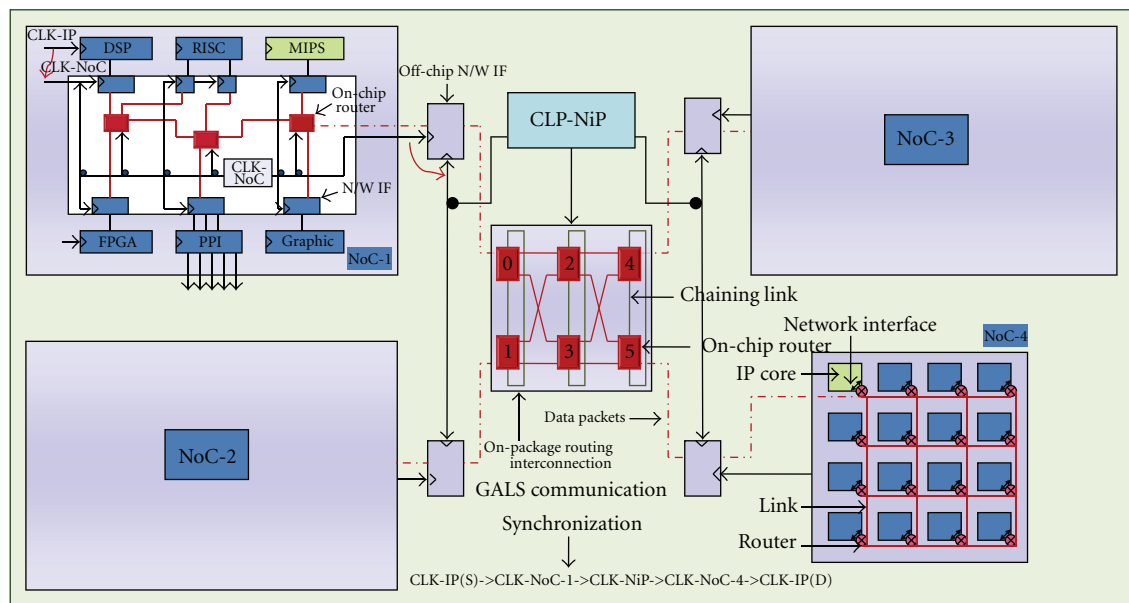 CLK-IP
DSP
RISC
MIPS
CLK-NoC
On-chip
router
CLK-
NoC
N/W IF
FPGA
PPI
Graphic
NoC-1
Off-chip N/W IF
CLP-NiP
NoC-3
0
2
4
1
3
5
Chaining link
On-chip router
Network interface
NoC-4
IP core
Data packets
On-package routing
interconnection
NoC-2
GALS communication
Synchronization
Link
Router
CLK-IP(S)->CLK-NoC-1->CLK-NiP->CLK-NoC-4->CLK-IP(D)